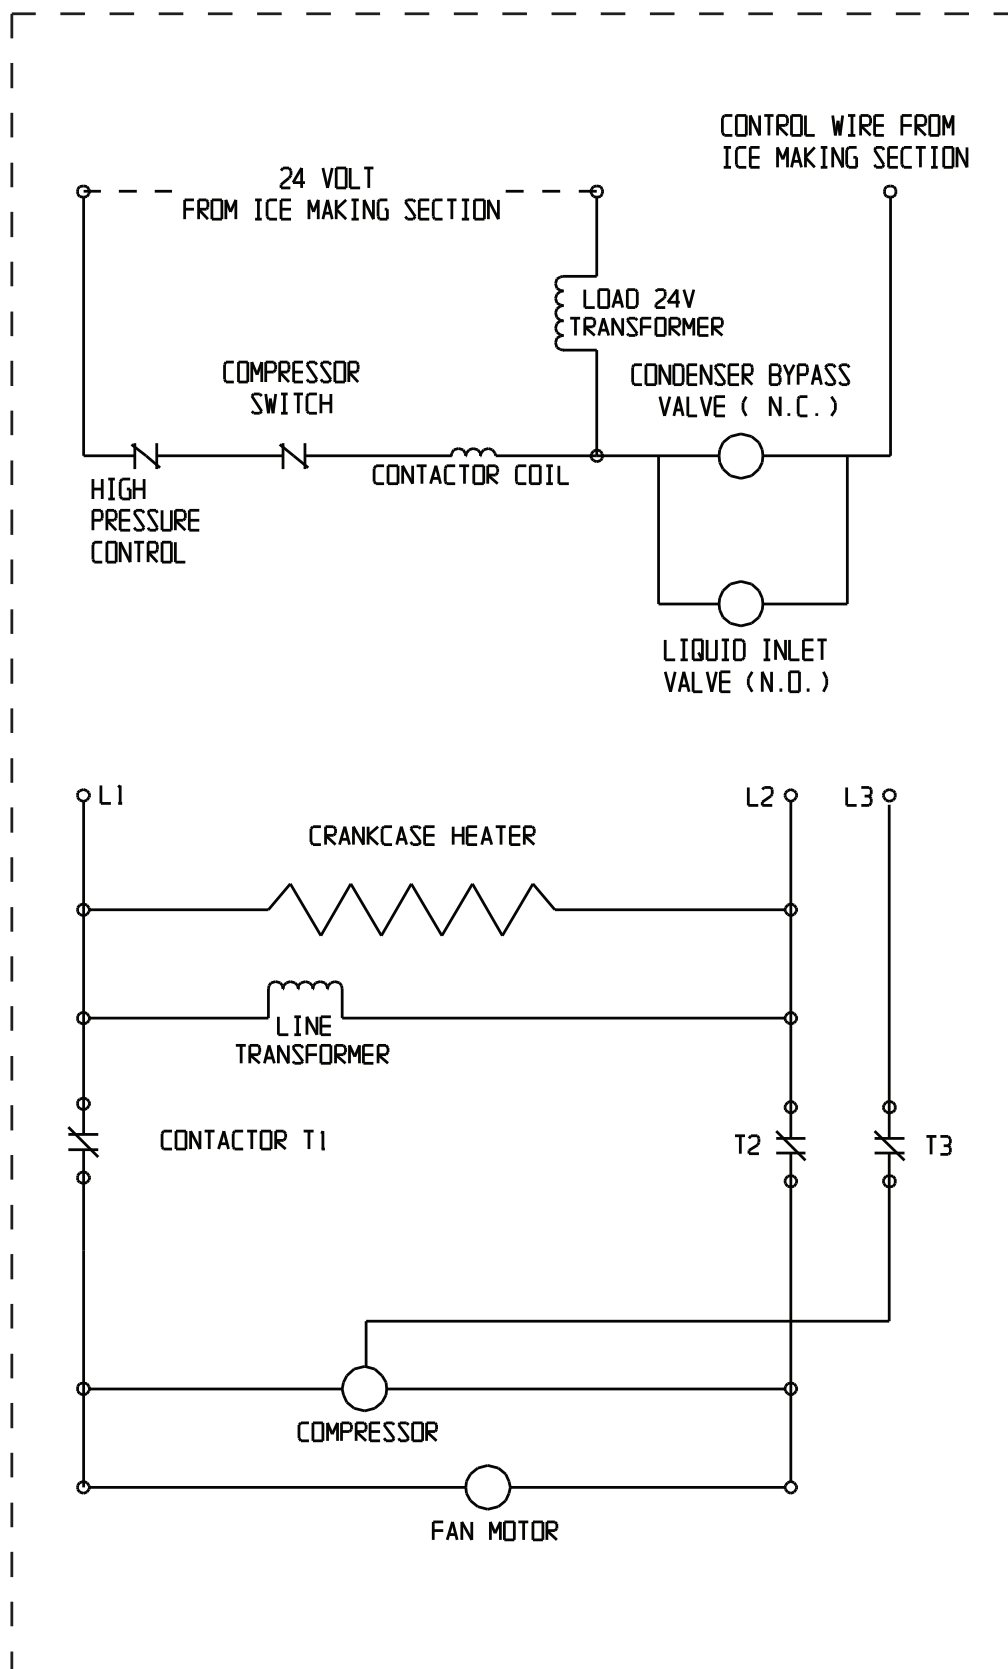 CONTROL WIRE FROM
ICE MAKING SECTION
24 VOLT
FROM ICE MAKING SECTION
LOAD 24V
TRANSFORMER
COMPRESSOR
SWITCH
CONDENSER BYPASS
VALVE ( N.C.)
CONTACTOR COIL
HIGH
PRESSURE
CONTROL
LIQUID INLET
VALVE (N.O.)
L1
L2
L3
CRANKCASE HEATER
LINE
TRANSFORMER
CONTACTOR T1
T2
T3
COMPRESSOR
FAN MOTOR